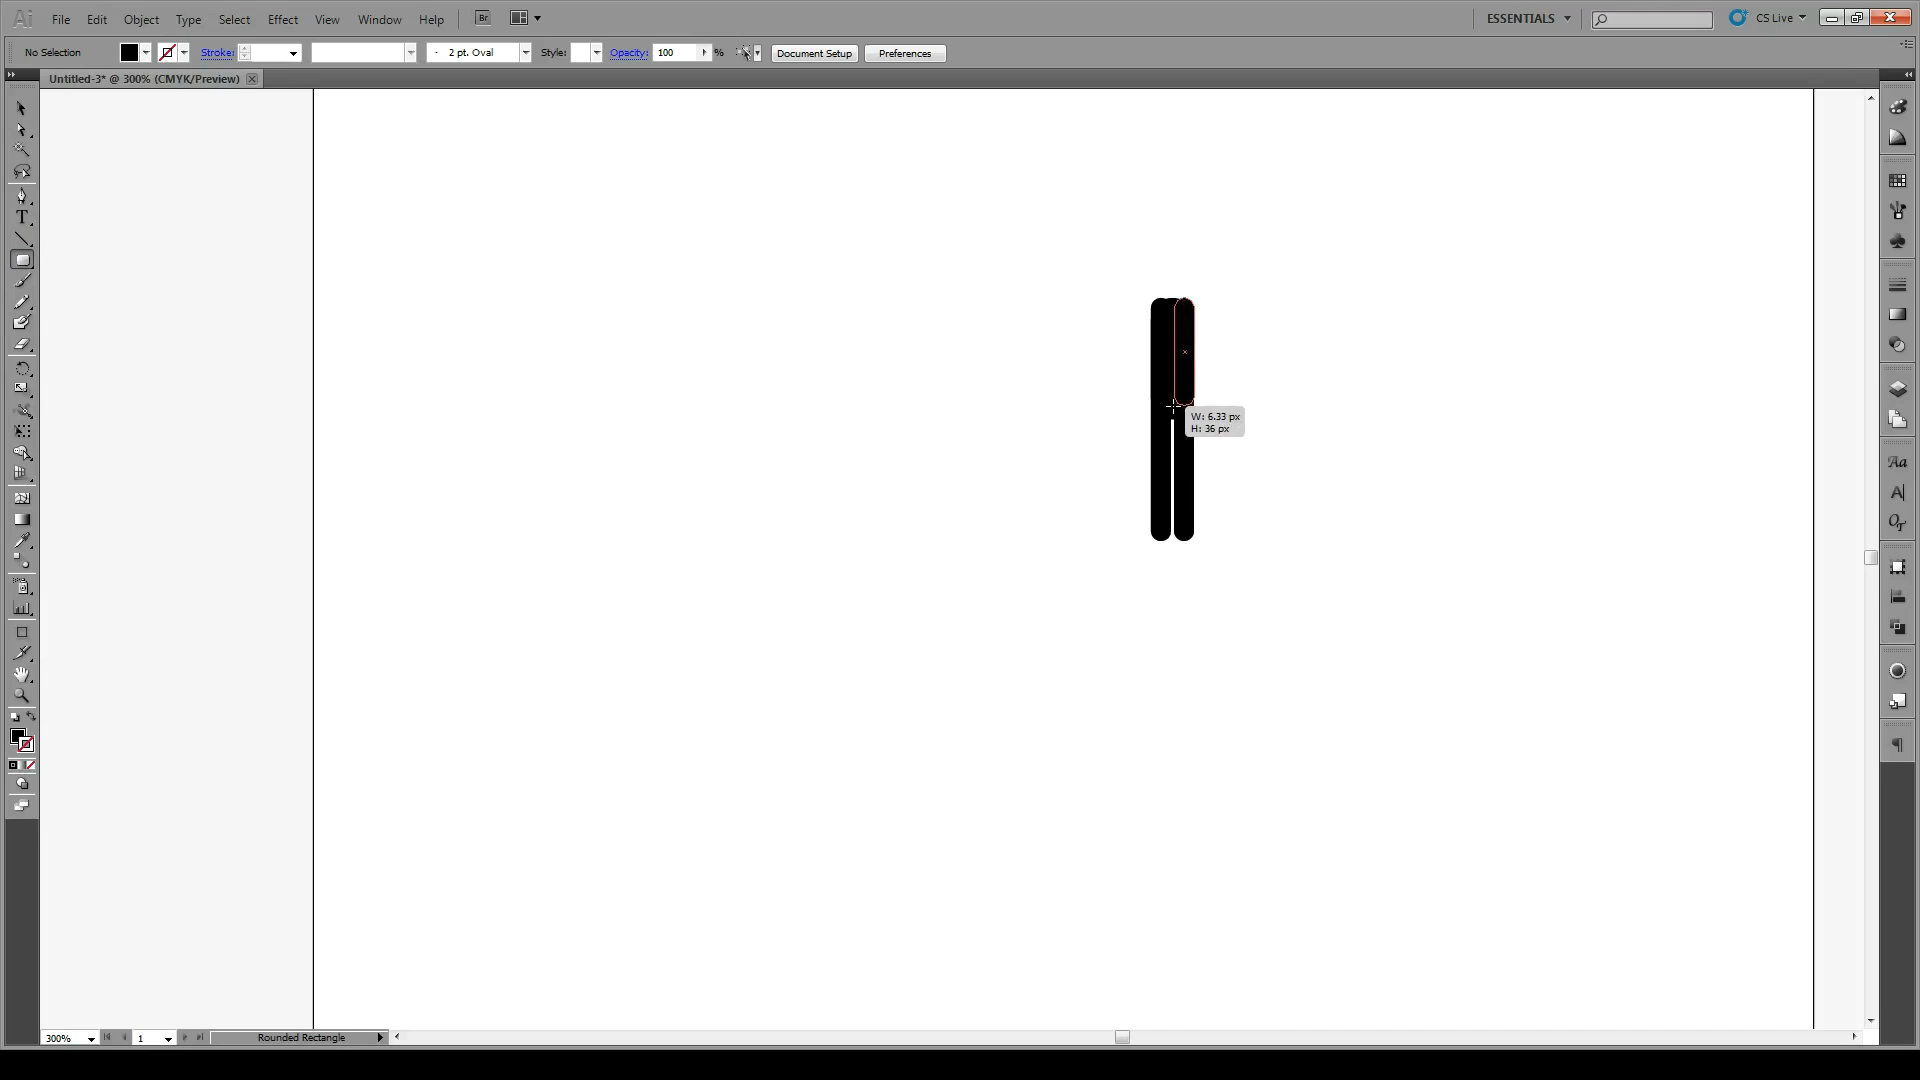 Ai File Edit Object Type Select Effect View Window Help Br ESSENTIALS CS Live
No Selection Stroke: 2 pt. Oval Style: Opacity: 100 % Document Setup Preferences
Untitled-3* @ 300% (CMYK/Preview)
T
W: 6.33 px
H: 36 px
Aa
A
O T
¶
300% 1 Rounded Rectangle